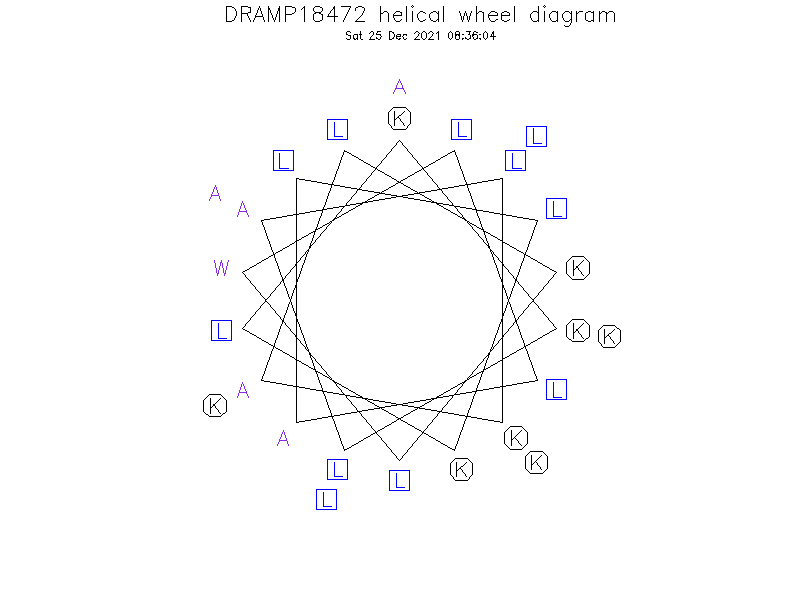 DRAMP18472 helical wheel diagram
Sat 25 Dec 2021 08:36:04
A
K
L L L
L L
A A L
W K
L K K
A L
K
A K K
L L K
L